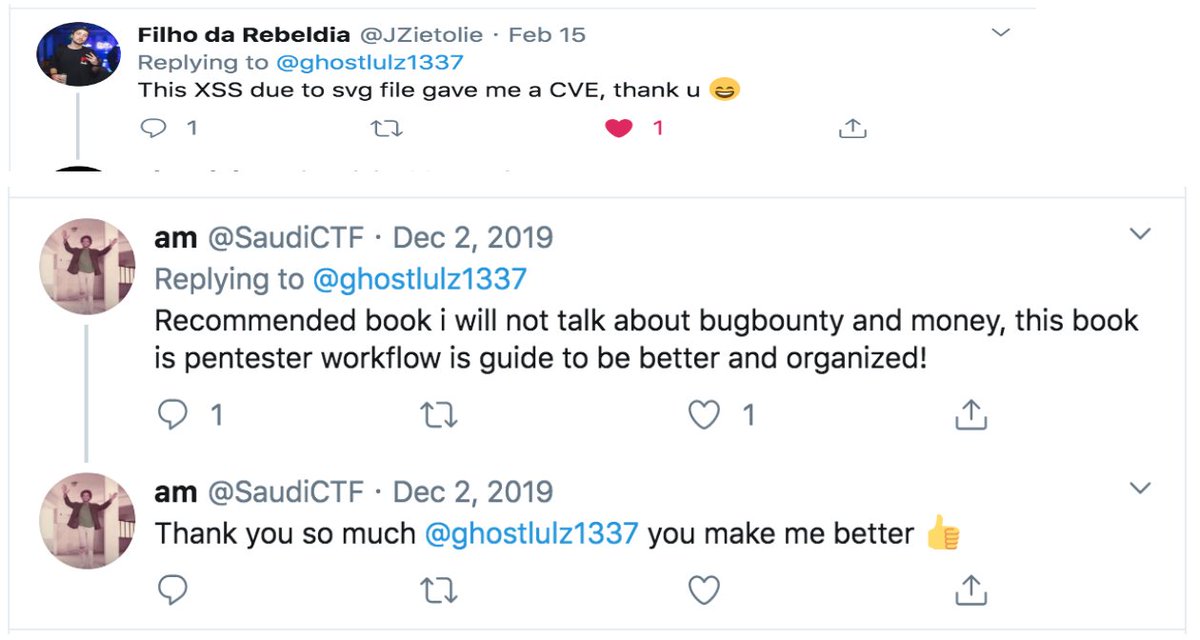 Filho da Rebeldia @JZietolie · Feb 15
Replying to @ghostlulz1337
This XSS due to svg file gave me a CVE, thank u 😄
1 1
am @SaudiCTF · Dec 2, 2019
Replying to @ghostlulz1337
Recommended book i will not talk about bugbounty and money, this book
is pentester workflow is guide to be better and organized!
1 1
am @SaudiCTF · Dec 2, 2019
Thank you so much @ghostlulz1337 you make me better 👍